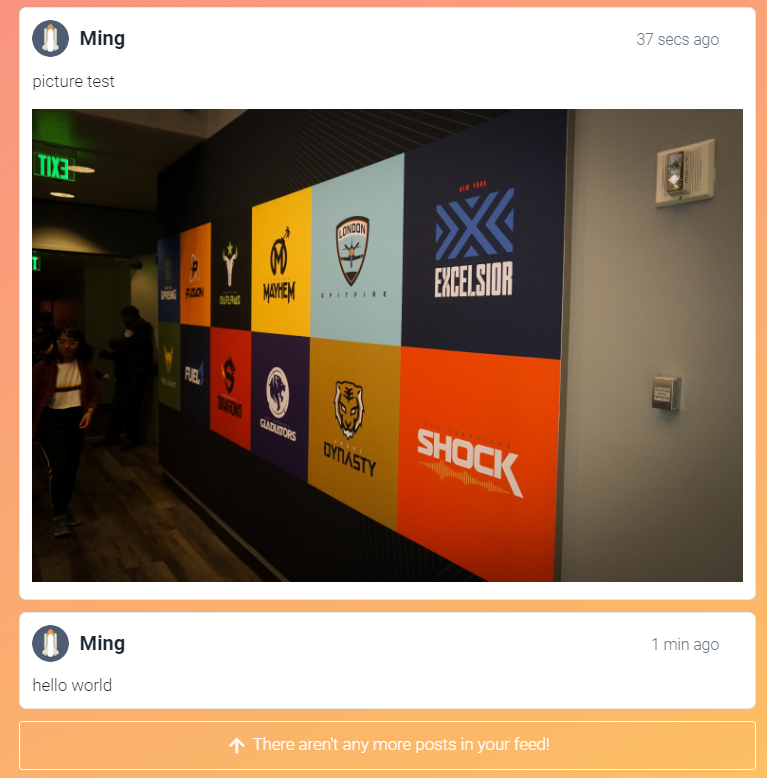 Ming
37 secs ago
picture test
EXIT
NEW YORK
EXCELSIOR
LONDON
SPITFIRE
MAYHEM
OUTLAWS
FUSION
UPRISING
FUEL
DRAGONS
GLADIATORS
DYNASTY
SHOCK
Ming
1 min ago
hello world
There aren't any more posts in your feed!